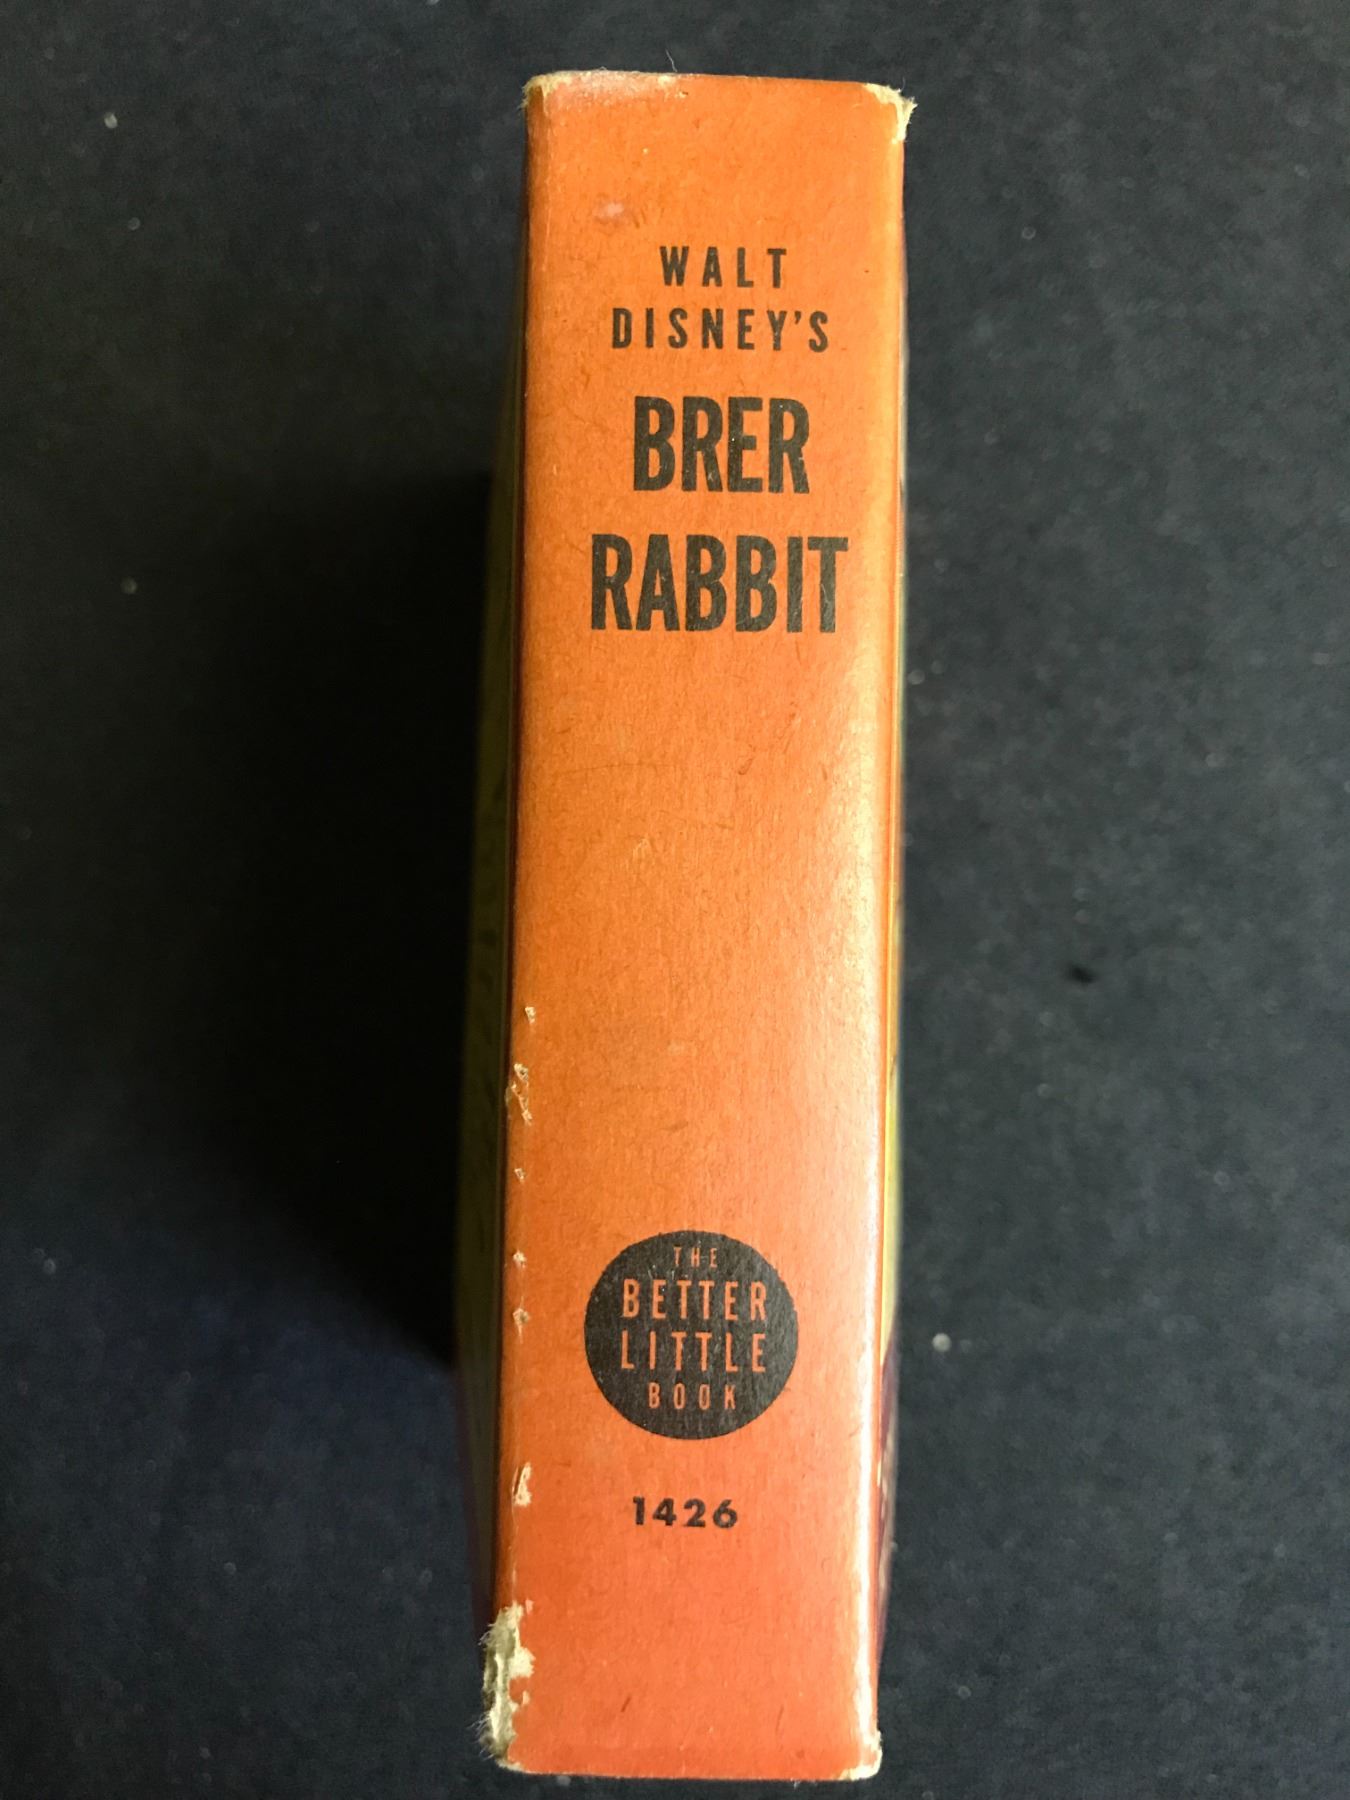 WALT
DISNEY'S
BRER
RABBIT
THE
BETTER
LITTLE
BOOK
1426